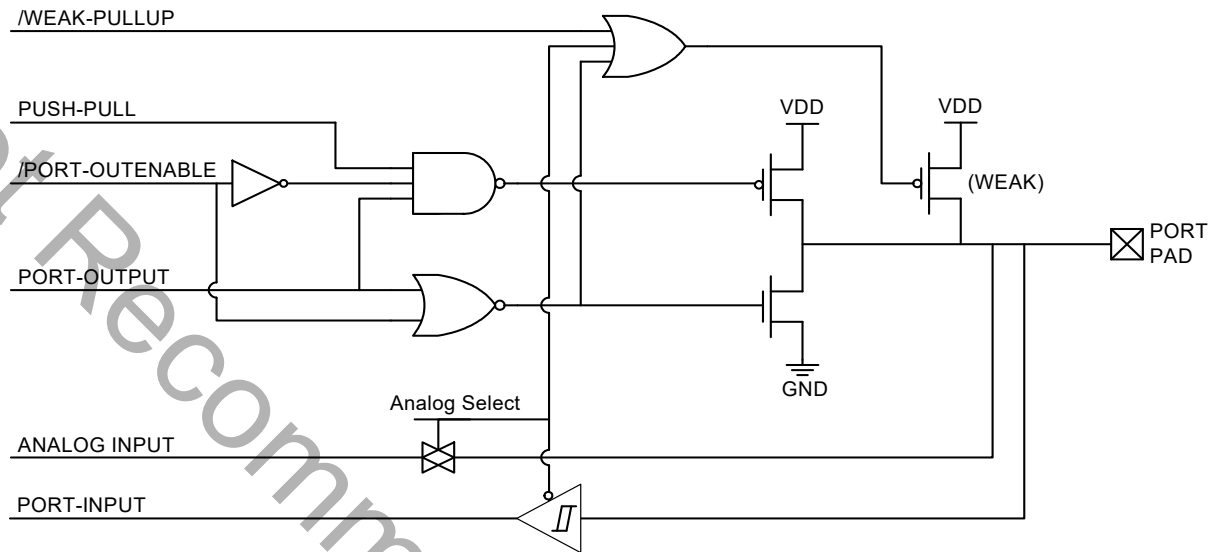 /WEAK-PULLUP
PUSH-PULL
VDD
VDD
/PORT-OUTENABLE
(WEAK)
PORT
PAD
PORT-OUTPUT
GND
Analog Select
ANALOG INPUT
PORT-INPUT